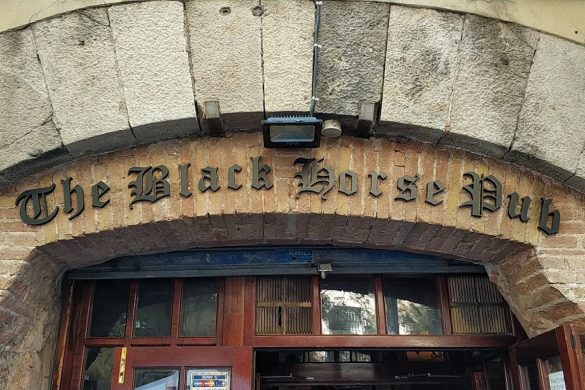 The Black Horse Pub